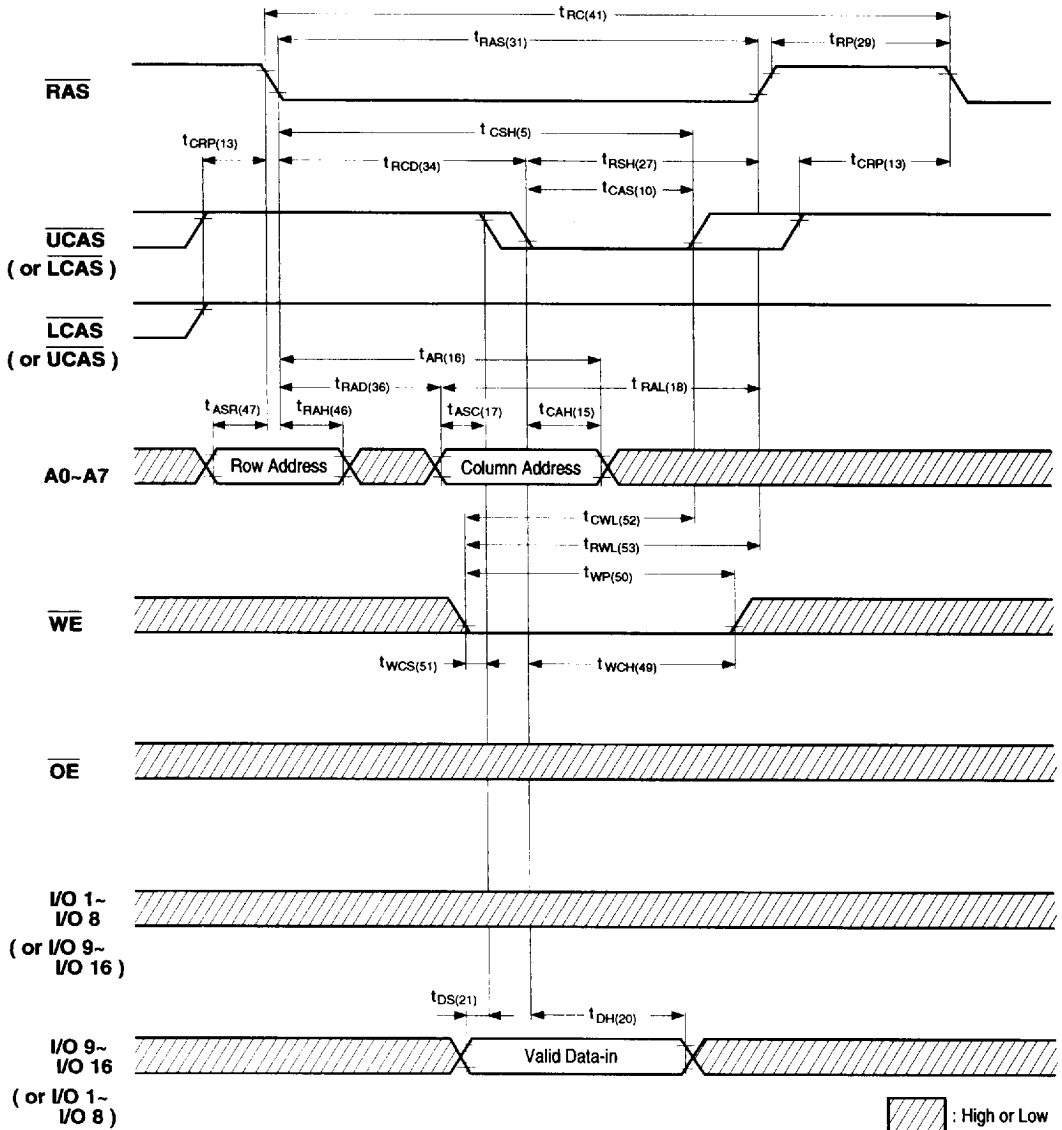 tRC(41)
tRAS(31)
tRP(29)
RAS
tCSH(5)
tCRP(13)
tRCD(34)
tRSH(27)
tCRP(13)
tCAS(10)
UCAS
( or LCAS )
LCAS
( or UCAS )
tAR(16)
tRAD(36)
tRAL(18)
tASR(47)
tRAH(46)
tASC(17)
tCAH(15)
A0~A7
Row Address
Column Address
tCWL(52)
tRWL(53)
tWP(50)
WE
tWCS(51)
tWCH(49)
OE
I/O 1~
I/O 8
( or I/O 9~
I/O 16 )
tDS(21)
tDH(20)
I/O 9~
I/O 16
Valid Data-in
( or I/O 1~
I/O 8 )
: High or Low